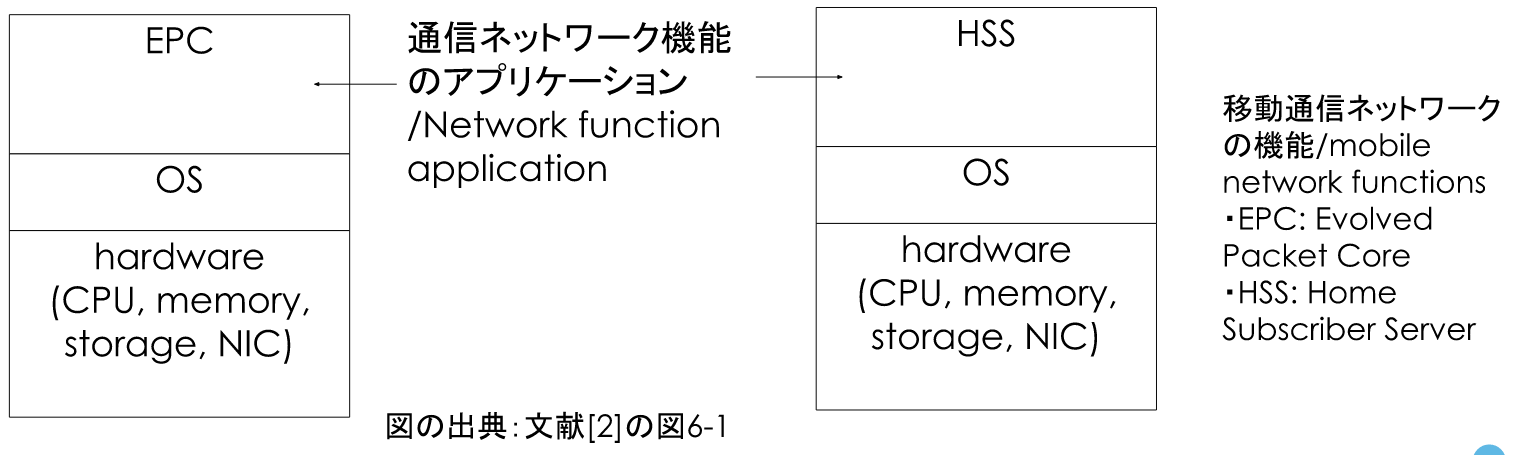 EPC
OS
hardware
(CPU, memory,
storage, NIC)
通信ネットワーク機能
のアプリケーション
/Network function
application
HSS
OS
hardware
(CPU, memory,
storage, NIC)
移動通信ネットワーク
の機能/mobile
network functions
・EPC: Evolved
Packet Core
・HSS: Home
Subscriber Server
図の出典：文献[2]の図6-1